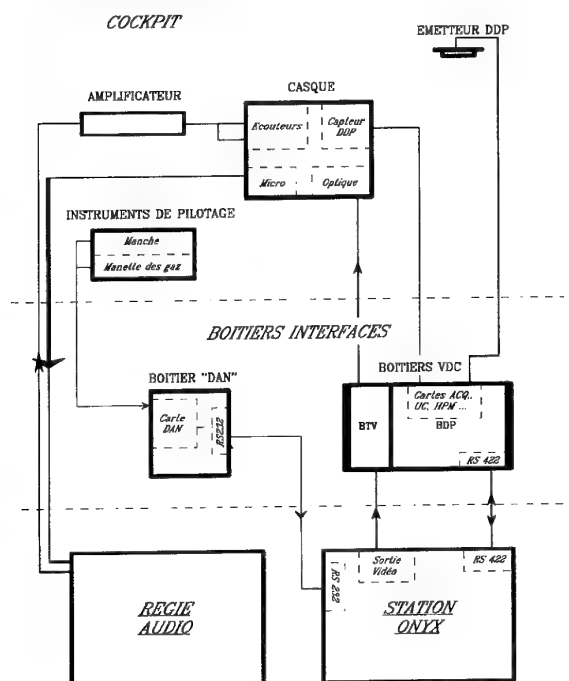 COCKPIT
EMETTEUR DDP
CASQUE
AMPLIFICATEUR
Ecouteurs
Capteur
DDP
Micro
Optique
INSTRUMENTS DE PILOTAGE
Manche
Manette des gaz
BOITIERS INTERFACES
BOITIERS VDC
BOITIER "DAN"
Carte
DAN
RS232
BTV
Cartes ACQ..
UC, HPM ...
BDP
RS 422
Sortie
Vidéo
RS 422
RS 232
REGIE
AUDIO
STATION
ONYX